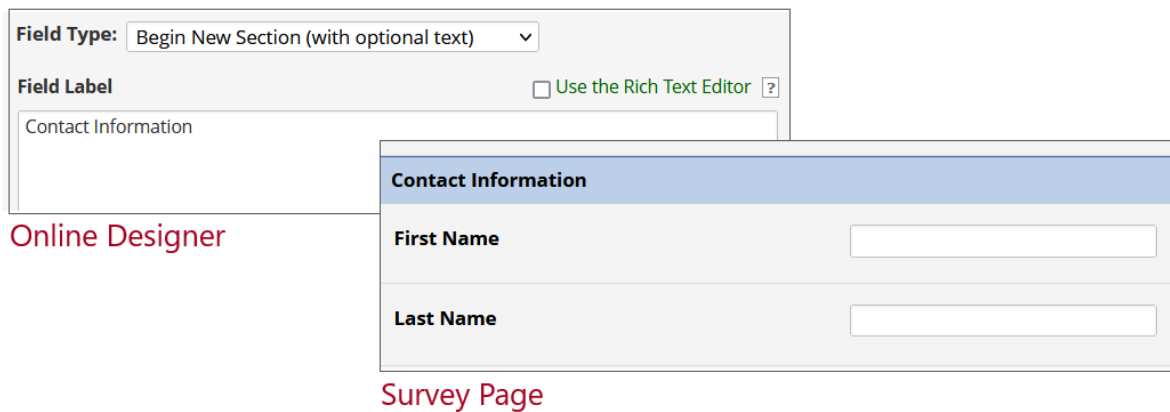 Field Type: Begin New Section (with optional text)
Field Label Use the Rich Text Editor ?
Contact Information
Online Designer
Contact Information
First Name
Last Name
Survey Page